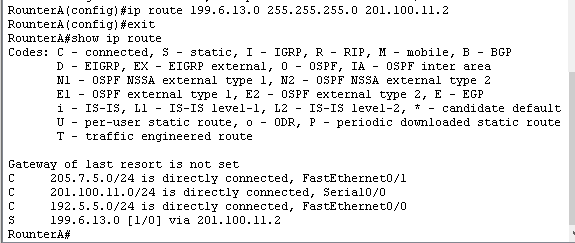 RounterA(config)#ip route 199.6.13.0 255.255.255.0 201.100.11.2
RounterA(config)#exit
RounterA#show ip route
Codes: C - connected, S - static, I - IGRP, R - RIP, M - mobile, B - BGP
D - EIGRP, EX - EIGRP external, O - OSPF, IA - OSPF inter area
N1 - OSPF NSSA external type 1, N2 - OSPF NSSA external type 2
E1 - OSPF external type 1, E2 - OSPF external type 2, E - EGP
i - IS-IS, L1 - IS-IS level-1, L2 - IS-IS level-2, * - candidate default
U - per-user static route, o - ODR, P - periodic downloaded static route
T - traffic engineered route
Gateway of last resort is not set
C 205.7.5.0/24 is directly connected, FastEthernet0/1
C 201.100.11.0/24 is directly connected, Serial0/0
C 192.5.5.0/24 is directly connected, FastEthernet0/0
S 199.6.13.0 [1/0] via 201.100.11.2
RounterA#